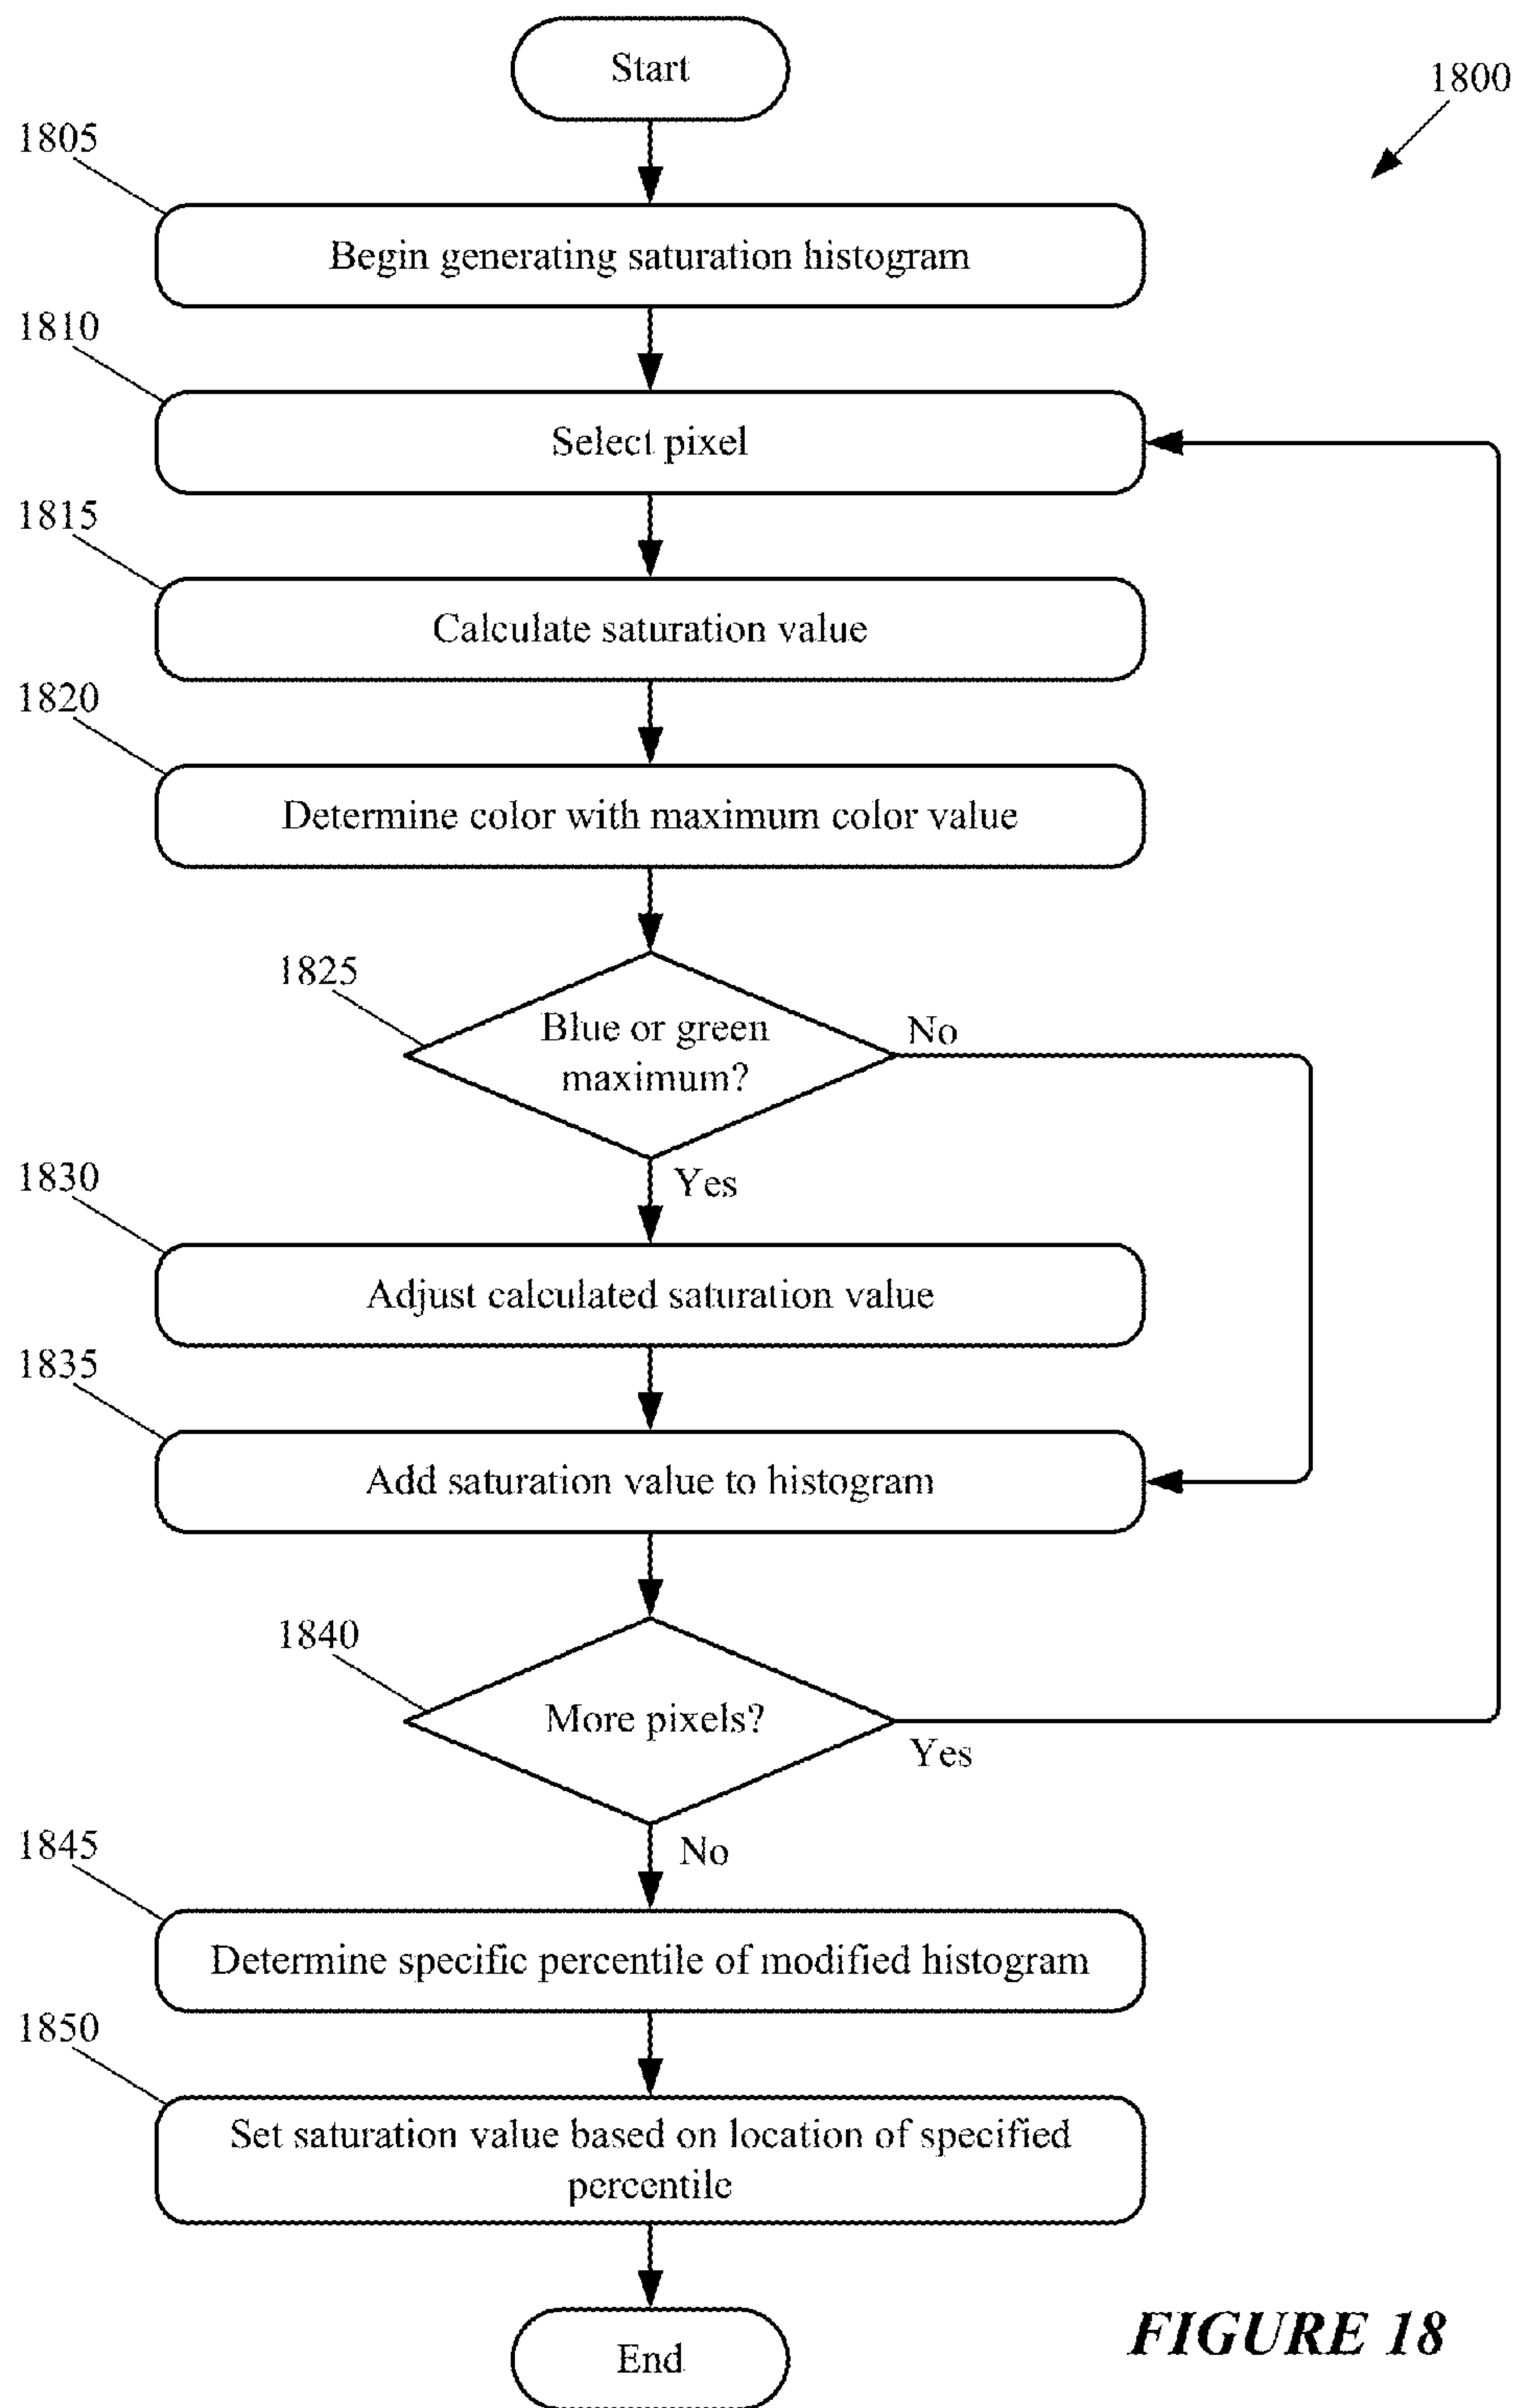 Start
1800
1805
Begin generating saturation histogram
1810
Select pixel
1815
Calculate saturation value
1820
Determine color with maximum color value
1825
Blue or green
maximum?
No
Yes
1830
Adjust calculated saturation value
1835
Add saturation value to histogram
1840
More pixels?
Yes
No
1845
Determine specific percentile of modified histogram
1850
Set saturation value based on location of specified
percentile
End
FIGURE 18